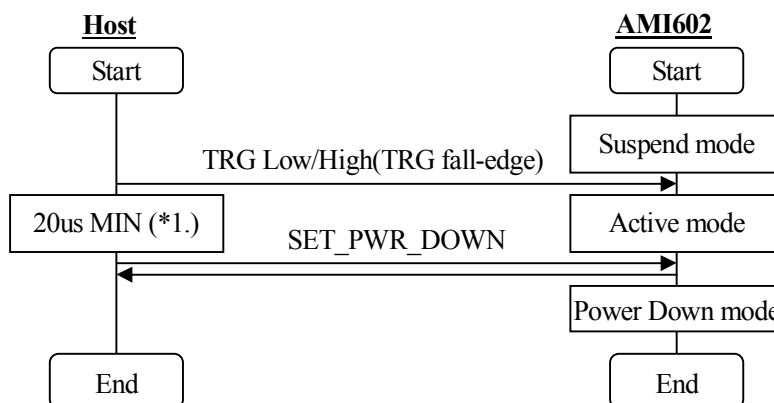 Host AMI602
Start Start
Suspend mode
TRG Low/High(TRG fall-edge)
20us MIN (*1.) Active mode
SET_PWR_DOWN
Power Down mode
End End